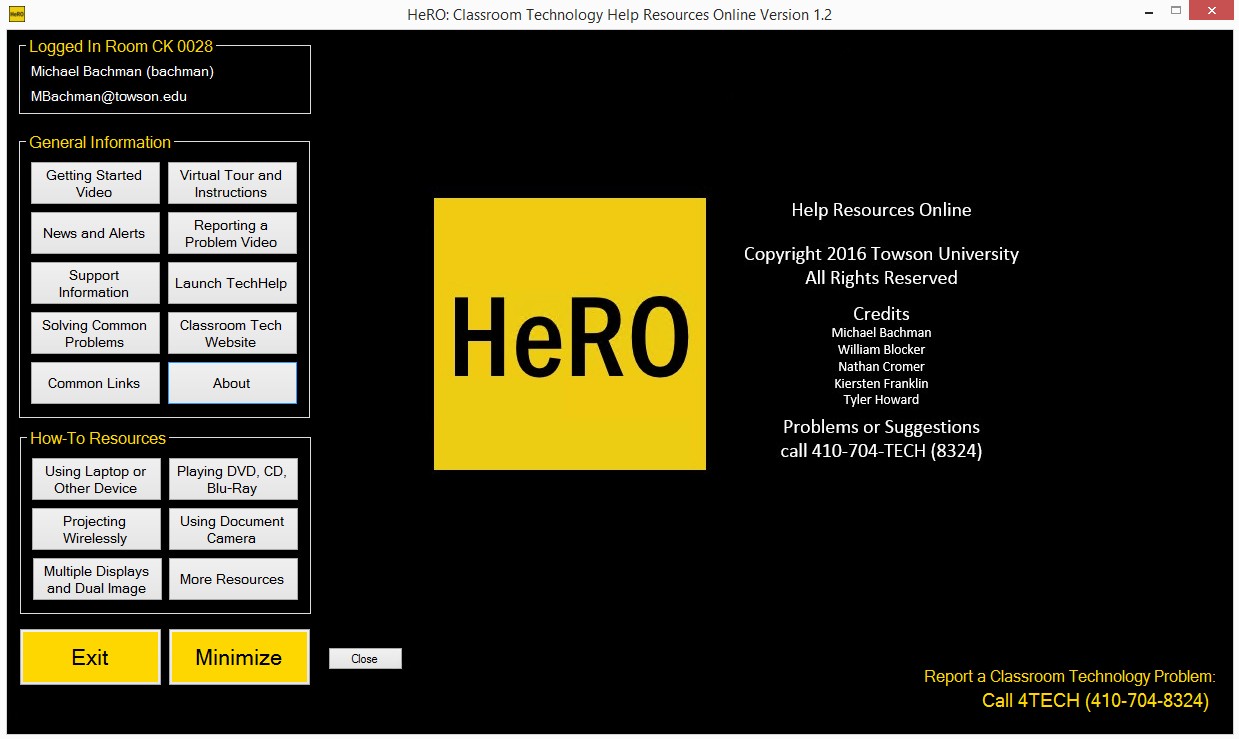 HeRO
HeRO: Classroom Technology Help Resources Online Version 1.2
Logged In Room CK 0028
Michael Bachman (bachman)
MBachman@towson.edu
General Information
Getting Started
Video
Virtual Tour and
Instructions
News and Alerts
Reporting a
Problem Video
Support
Information
Launch TechHelp
Solving Common
Problems
Classroom Tech
Website
Common Links
About
How-To Resources
Using Laptop or
Other Device
Playing DVD, CD,
Blu-Ray
Projecting
Wirelessly
Using Document
Camera
Multiple Displays
and Dual Image
More Resources
Exit
Minimize
Close
HeRO
Help Resources Online
Copyright 2016 Towson University
All Rights Reserved
Credits
Michael Bachman
William Blocker
Nathan Cromer
Kiersten Franklin
Tyler Howard
Problems or Suggestions
call 410-704-TECH (8324)
Report a Classroom Technology Problem:
Call 4TECH (410-704-8324)